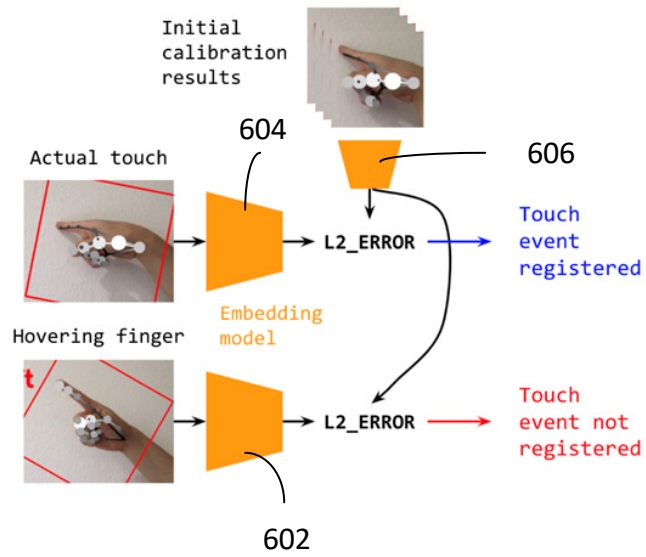 Initial
calibration
results
604
606
Actual touch
L2_ERROR
Touch
event
registered
Embedding
model
Hovering finger
L2_ERROR
Touch
event not
registered
602